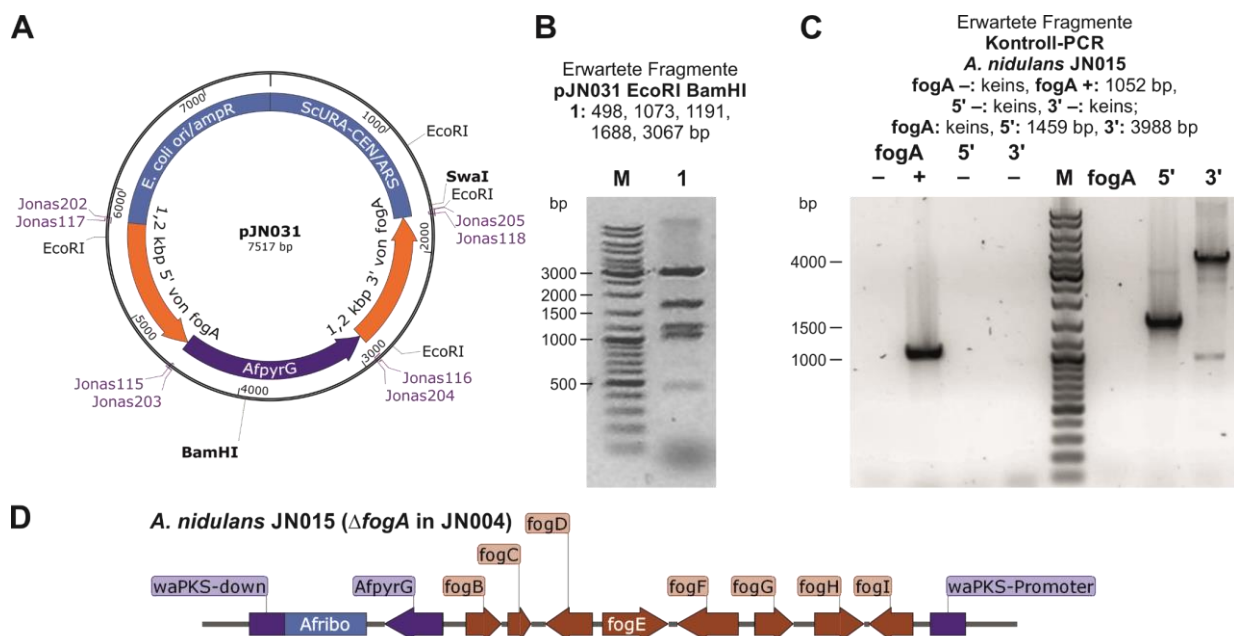 A
pJN031
7517 bp
1000
2000
3000
4000
5000
6000
7000
E. coli ori/ampR
ScURA-CEN/ARS
EcoRI
SwaI
EcoRI
Jonas205
Jonas118
1,2 kbp 3' von fogA
EcoRI
Jonas116
Jonas204
AfpyrG
BamHI
Jonas115
Jonas203
1,2 kbp 5' von fogA
EcoRI
Jonas202
Jonas117
B
Erwartete Fragmente
pJN031 EcoRI BamHI
1: 498, 1073, 1191,
1688, 3067 bp
M 1
bp
3000
2000
1500
1000
500
C
Erwartete Fragmente
Kontroll-PCR
A. nidulans JN015
fogA –: keins, fogA +: 1052 bp,
5' –: keins, 3' –: keins;
fogA: keins, 5': 1459 bp, 3': 3988 bp
fogA 5' 3'
– + – – M fogA 5' 3'
bp
4000
1500
1000
D
A. nidulans JN015 (ΔfogA in JN004)
waPKS-down AfpyrG fogB fogC fogD fogF fogG fogH fogI waPKS-Promoter
Afribo fogE